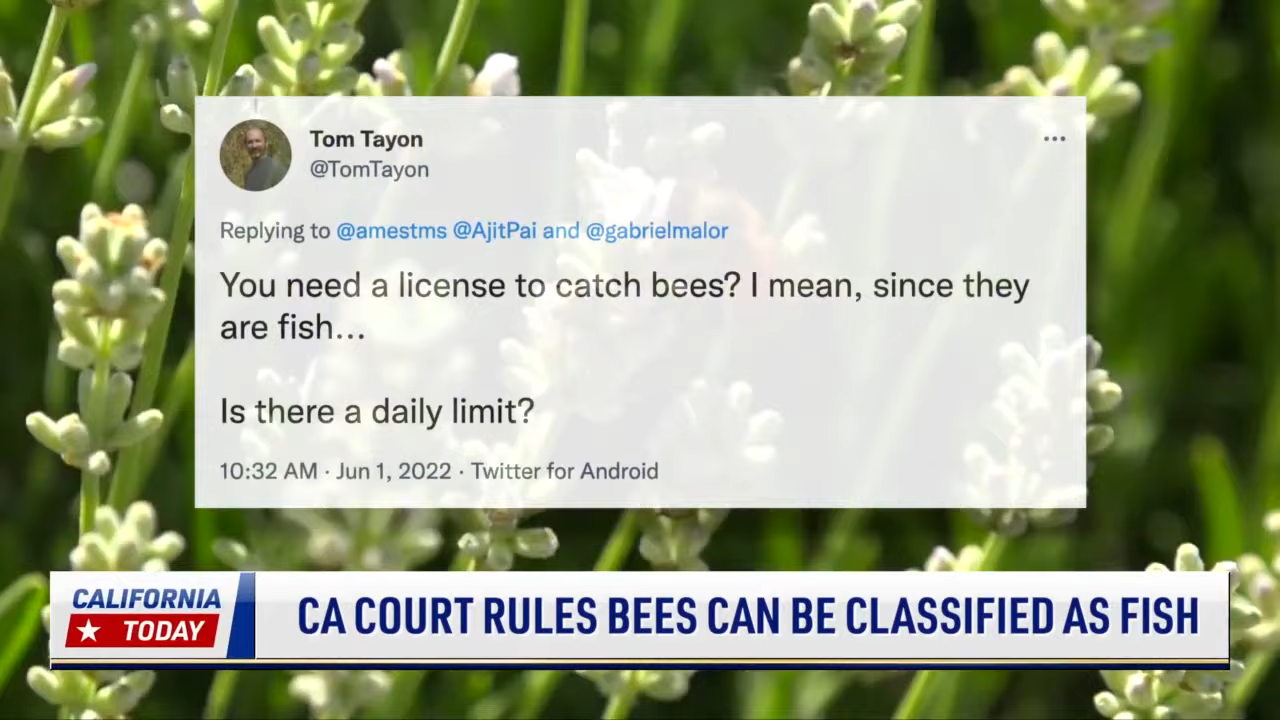 Tom Tayon
@TomTayon
Replying to @amestms @AjitPai and @gabrielmalor
You need a license to catch bees? I mean, since they
are fish...
Is there a daily limit?
10:32 AM · Jun 1, 2022 · Twitter for Android
CALIFORNIA
TODAY
CA COURT RULES BEES CAN BE CLASSIFIED AS FISH